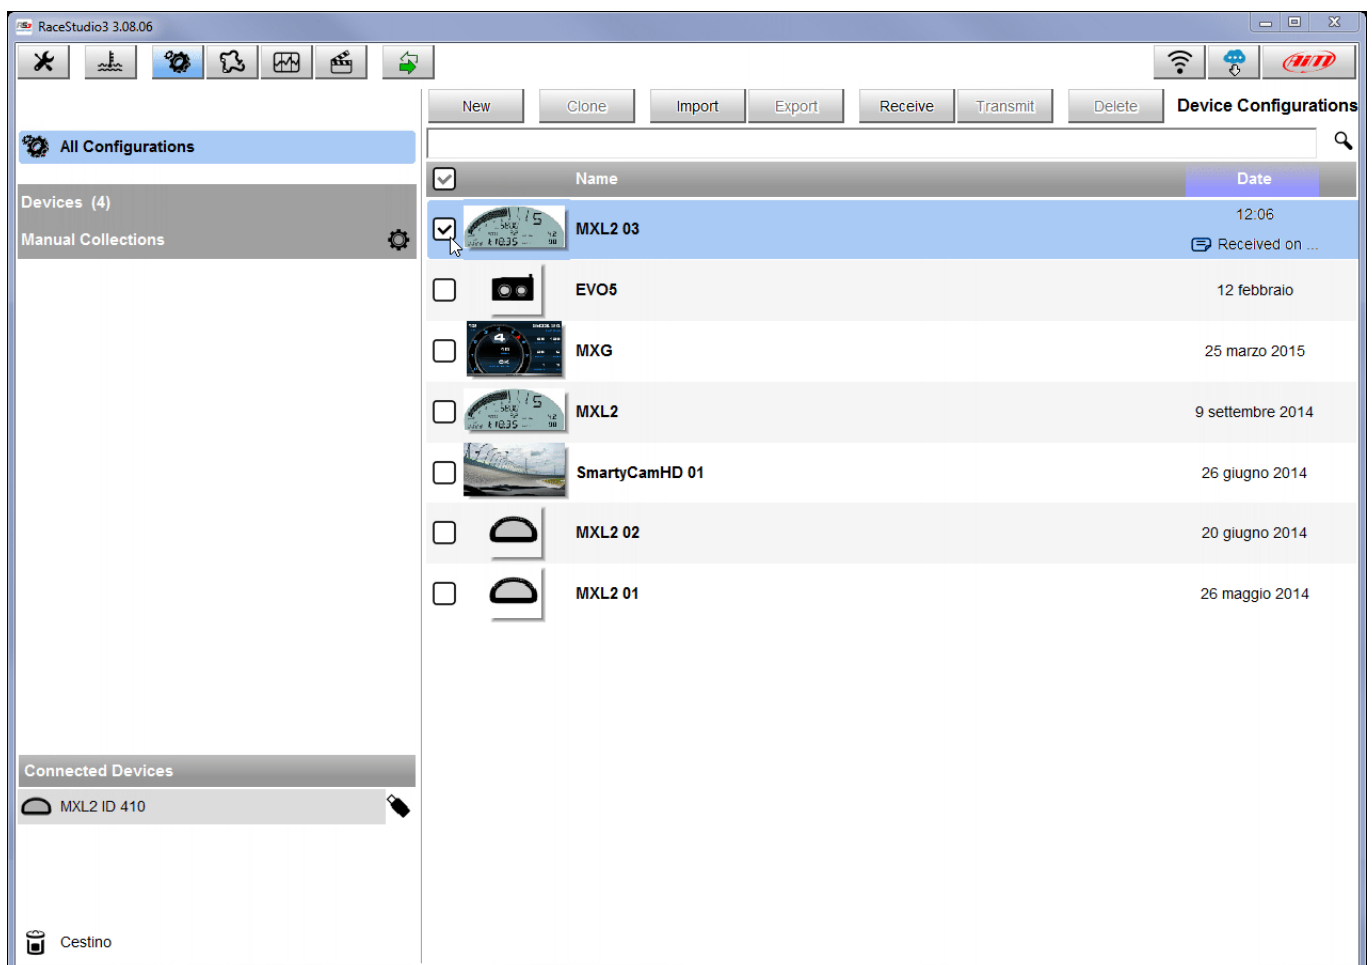 RaceStudio3 3.08.06
AiM
New Clone Import Export Receive Transmit Delete Device Configurations
All Configurations
Name Date
Devices (4)
Manual Collections
MXL2 03
12:06
Received on ...
EVO5 12 febbraio
MXG 25 marzo 2015
MXL2 9 settembre 2014
SmartyCamHD 01 26 giugno 2014
MXL2 02 20 giugno 2014
MXL2 01 26 maggio 2014
Connected Devices
MXL2 ID 410
Cestino